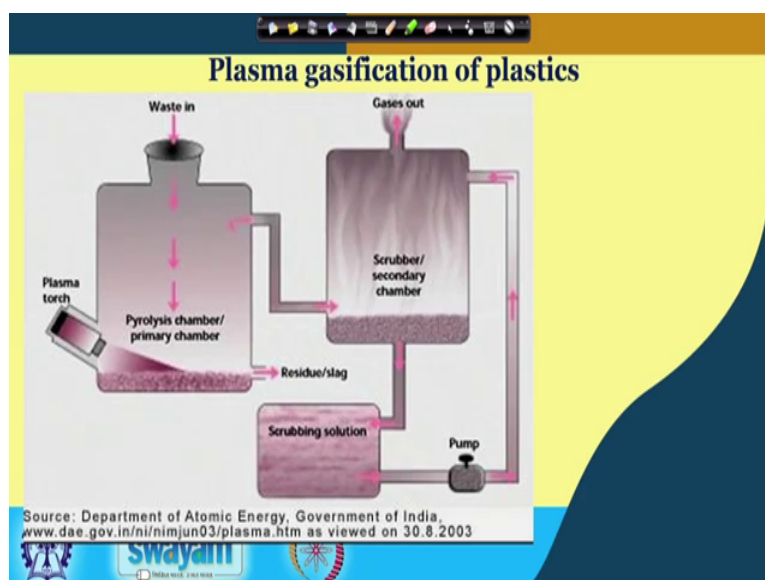 Plasma gasification of plastics
Waste in
Gases out
Plasma
torch
Pyrolysis chamber/
primary chamber
Scrubber/
secondary
chamber
Residue/slag
Scrubbing solution
Pump
Source: Department of Atomic Energy, Government of India,
www.dae.gov.in/ni/nimjun03/plasma.htm as viewed on 30.8.2003
swayam